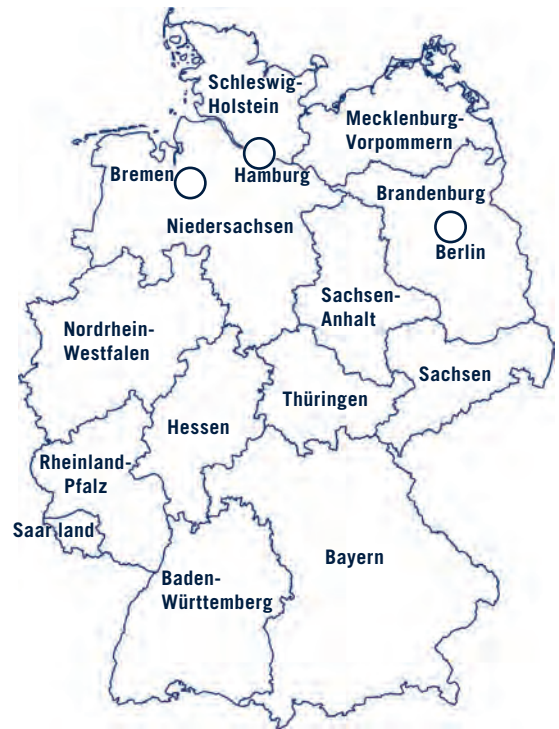 Schleswig-
Holstein
Mecklenburg-
Vorpommern
Bremen
Hamburg
Brandenburg
Niedersachsen
Berlin
Sachsen-
Anhalt
Nordrhein-
Westfalen
Sachsen
Thüringen
Hessen
Rheinland-
Pfalz
Saar land
Bayern
Baden-
Württemberg